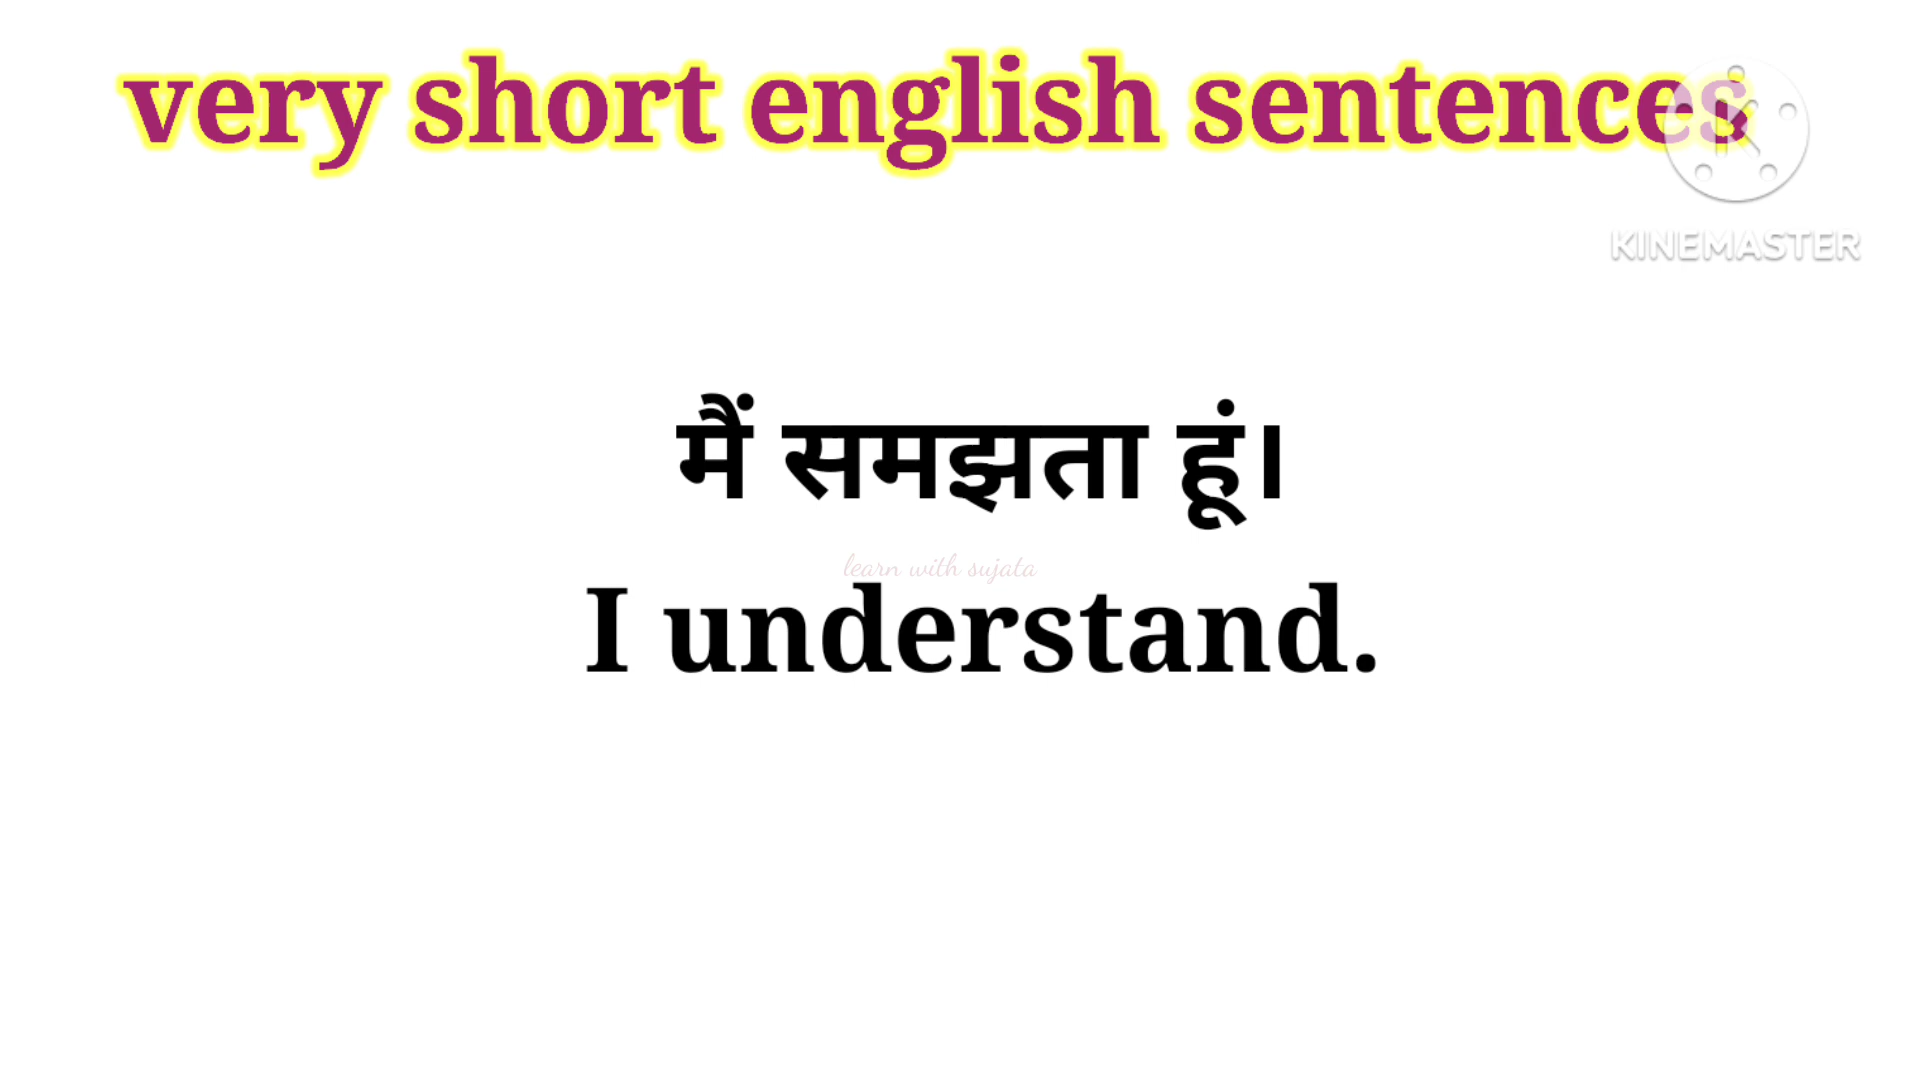 very short english sentences
KINEMASTER
मैं समझता हूं।
learn with sujata
I understand.